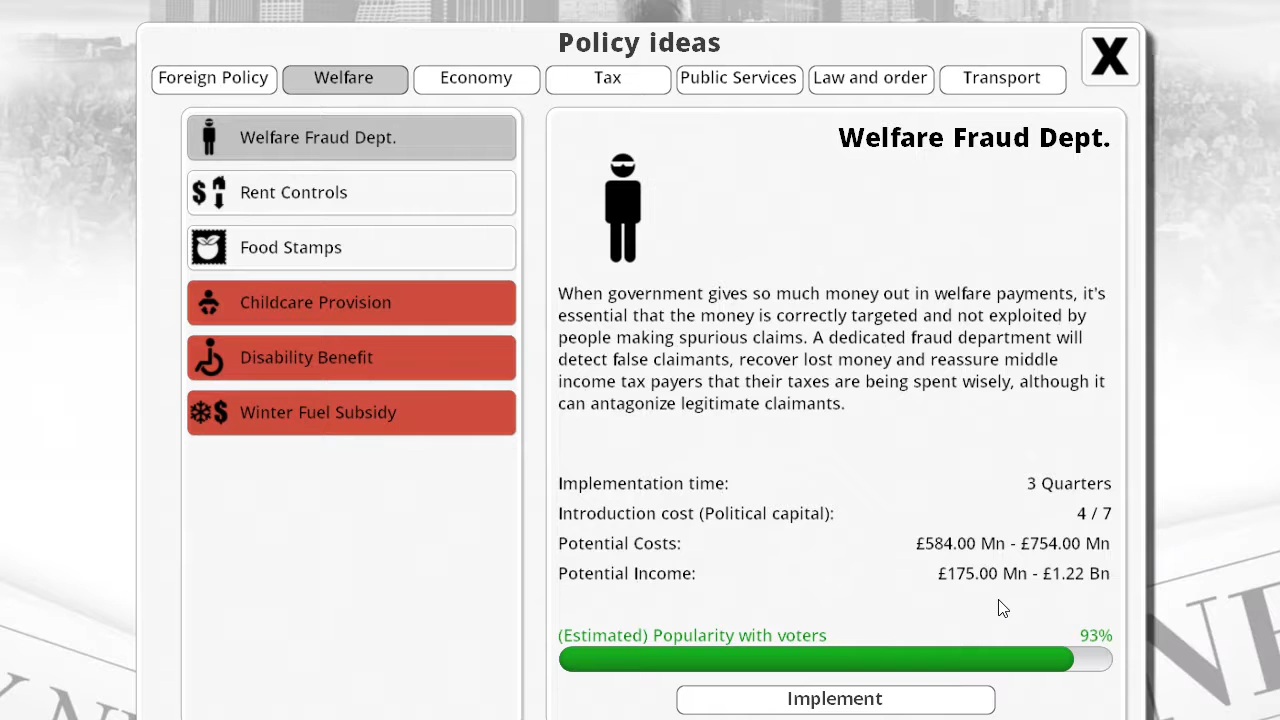 Policy ideas
X
Foreign Policy
Welfare
Economy
Tax
Public Services
Law and order
Transport
Welfare Fraud Dept.
$ Rent Controls
Food Stamps
Childcare Provision
Disability Benefit
$ Winter Fuel Subsidy
Welfare Fraud Dept.
When government gives so much money out in welfare payments, it's
essential that the money is correctly targeted and not exploited by
people making spurious claims. A dedicated fraud department will
detect false claimants, recover lost money and reassure middle
income tax payers that their taxes are being spent wisely, although it
can antagonize legitimate claimants.
Implementation time: 3 Quarters
Introduction cost (Political capital): 4 / 7
Potential Costs: £584.00 Mn - £754.00 Mn
Potential Income: £175.00 Mn - £1.22 Bn
(Estimated) Popularity with voters 93%
Implement